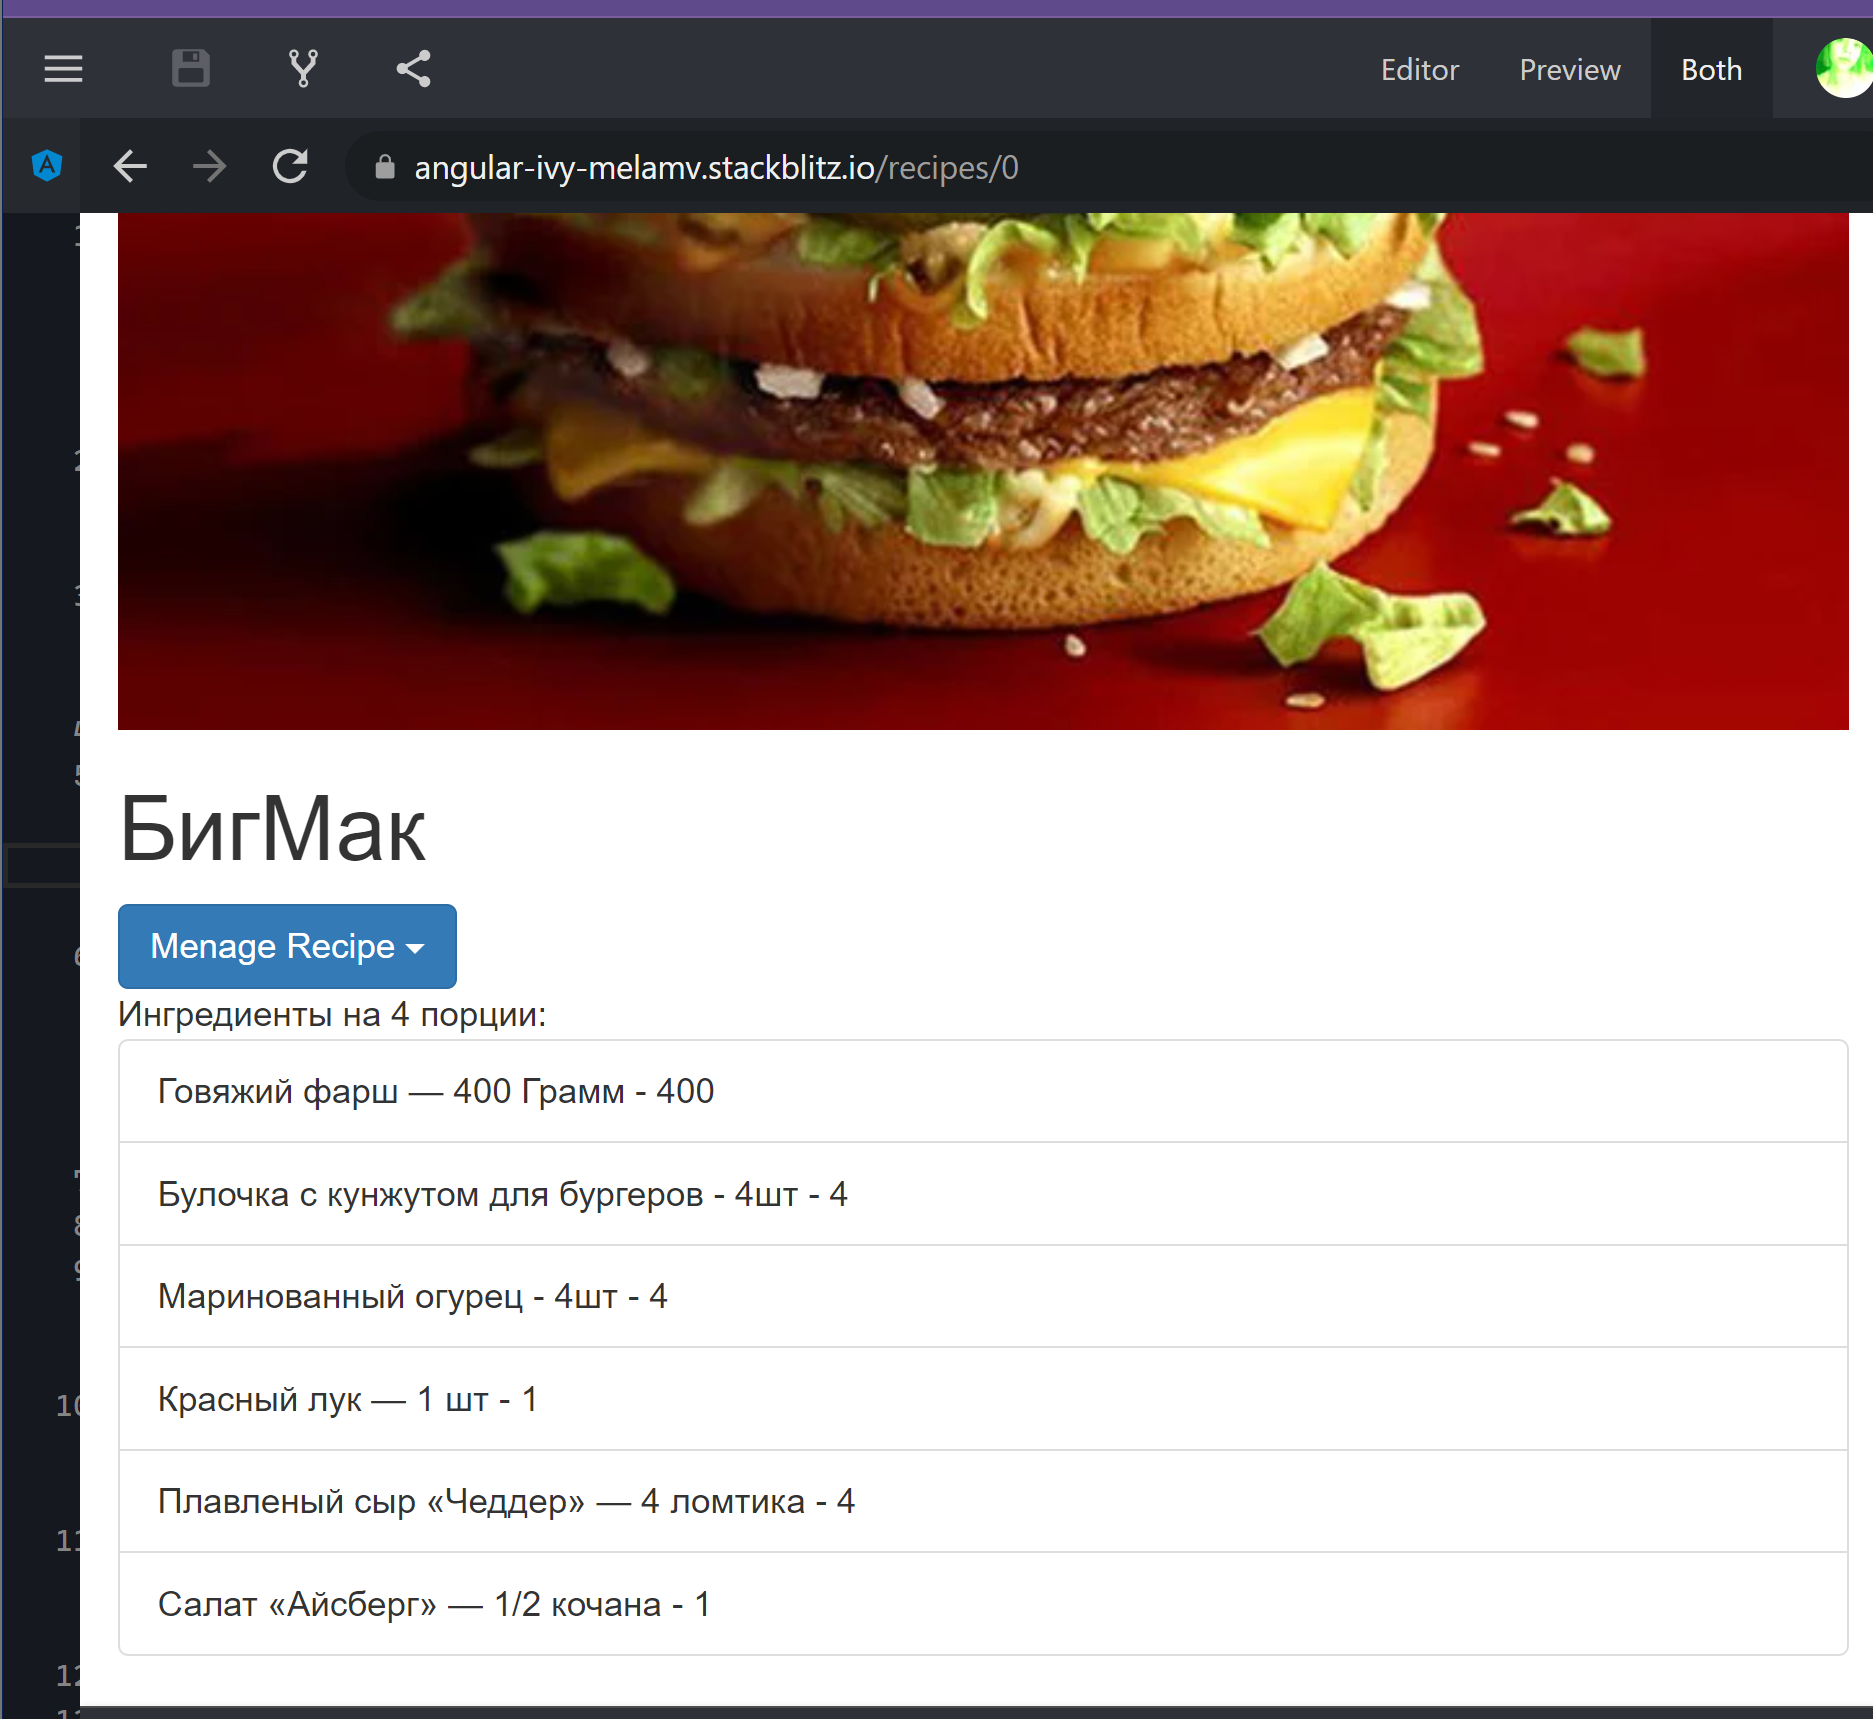 Editor Preview Both
angular-ivy-melamv.stackblitz.io/recipes/0
БигМак
Menage Recipe
Ингредиенты на 4 порции:
Говяжий фарш — 400 Грамм - 400
Булочка с кунжутом для бургеров - 4шт - 4
Маринованный огурец - 4шт - 4
Красный лук — 1 шт - 1
Плавленый сыр «Чеддер» — 4 ломтика - 4
Салат «Айсберг» — 1/2 кочана - 1